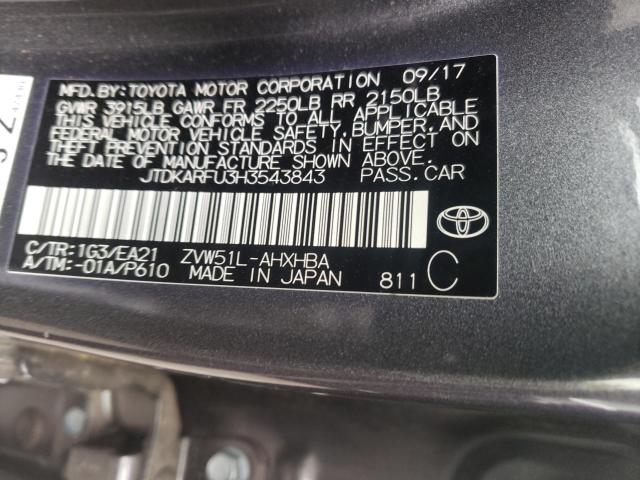 MFD. BY: TOYOTA MOTOR CORPORATION 09/17
GVWR 3915LB GAWR FR 2250LB RR 2150LB
THIS VEHICLE CONFORMS TO ALL APPLICABLE
FEDERAL MOTOR VEHICLE SAFETY, BUMPER, AND
THEFT PREVENTION STANDARDS IN EFFECT ON
THE DATE OF MANUFACTURE SHOWN ABOVE.
JTDKARFU3H3543843 PASS. CAR
C/TR: 1G3/EA21 ZVW51L-AHXHBA
A/TM: -01A/P610 MADE IN JAPAN 811 C